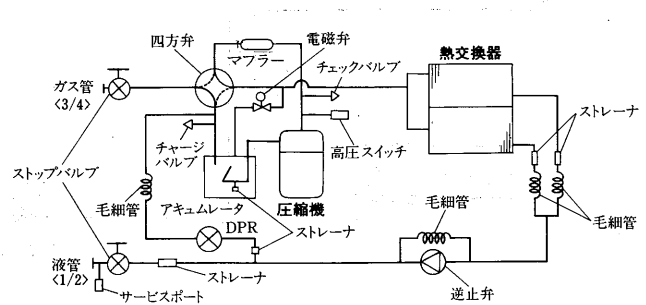 四方弁
マフラー
電磁弁
チェックバルブ
熱交換器
ガス管
<3/4>
ストレーナ
チャージ
バルブ
高圧スイッチ
ストップバルブ
毛細管
アキュムレータ
圧縮機
毛細管
毛細管
DPR
ストレーナ
液管
<1/2>
ストレーナ
逆止弁
サービスポート